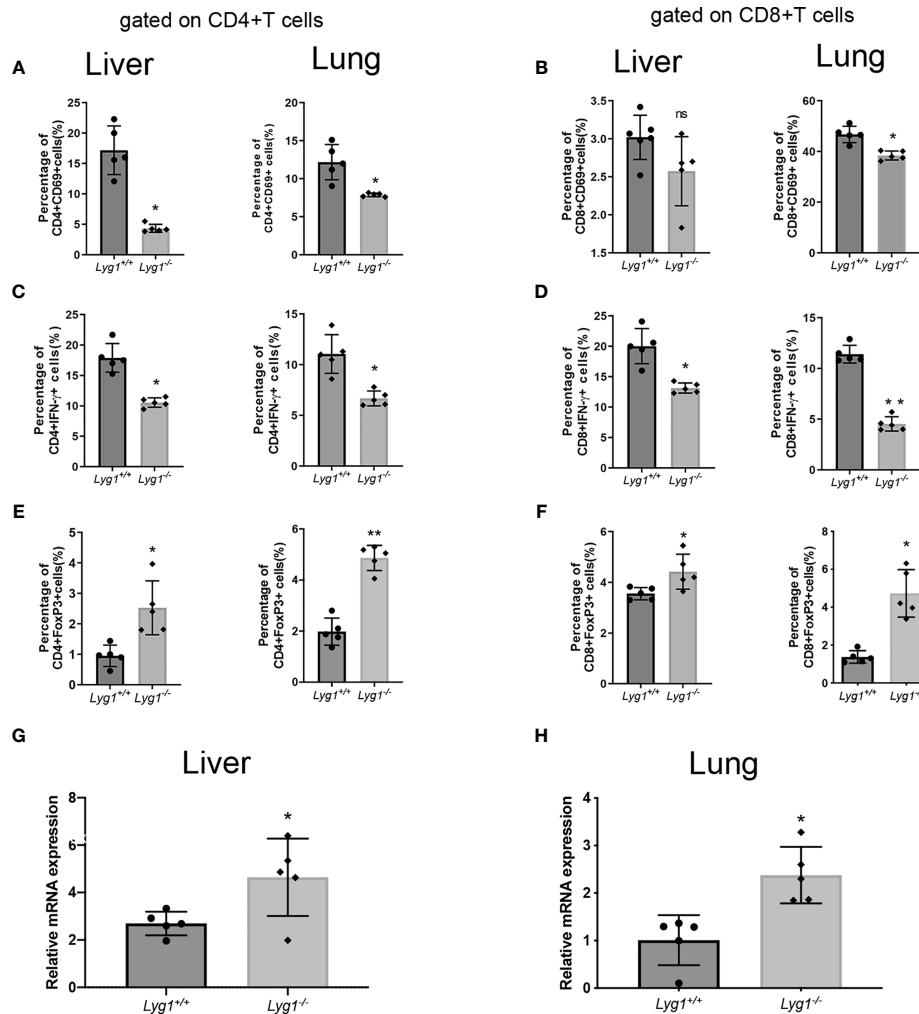 gated on CD4+T cells
gated on CD8+T cells
A
Liver
Lung
B
Liver
Lung
Percentage of
CD4+CD69+cells(%)
25
20
15
10
5
0
*
Lyg1+/+ Lyg1-/-
Percentage of
CD4+CD69+cells(%)
20
15
10
5
0
*
Lyg1+/+ Lyg1-/-
Percentage of
CD8+CD69+cells(%)
3.5
3.0
2.5
2.0
1.5
ns
Lyg1+/+ Lyg1-/-
Percentage of
CD8+CD69+ cells(%)
60
40
20
0
*
Lyg1+/+ Lyg1-/-
C
D
Percentage of
CD4+IFN-γ+ cells(%)
25
20
15
10
5
0
*
Lyg1+/+ Lyg1-/-
Percentage of
CD4+IFN-γ+ cells(%)
15
10
5
0
*
Lyg1+/+ Lyg1-/-
Percentage of
CD8+IFN-γ+ cells(%)
25
20
15
10
5
0
*
Lyg1+/+ Lyg1-/-
Percentage of
CD8+IFN-γ+ cells(%)
15
10
5
0
* *
Lyg1+/+ Lyg1-/-
E
F
Percentage of
CD4+FoxP3+cells(%)
5
4
3
2
1
0
*
Lyg1+/+ Lyg1-/-
Percentage of
CD4+FoxP3+ cells(%)
6
4
2
0
**
Lyg1+/+ Lyg1-/-
Percentage of
CD8+FoxP3+ cells(%)
6
4
2
0
*
Lyg1+/+ Lyg1-/-
Percentage of
CD8+FoxP3+cells(%)
8
6
4
2
0
*
Lyg1+/+ Lyg1-/
G
Liver
H
Lung
Relative mRNA expression
8
6
4
2
0
*
Lyg1+/+ Lyg1-/-
Relative mRNA expression
4
3
2
1
0
*
Lyg1+/+ Lyg1-/-